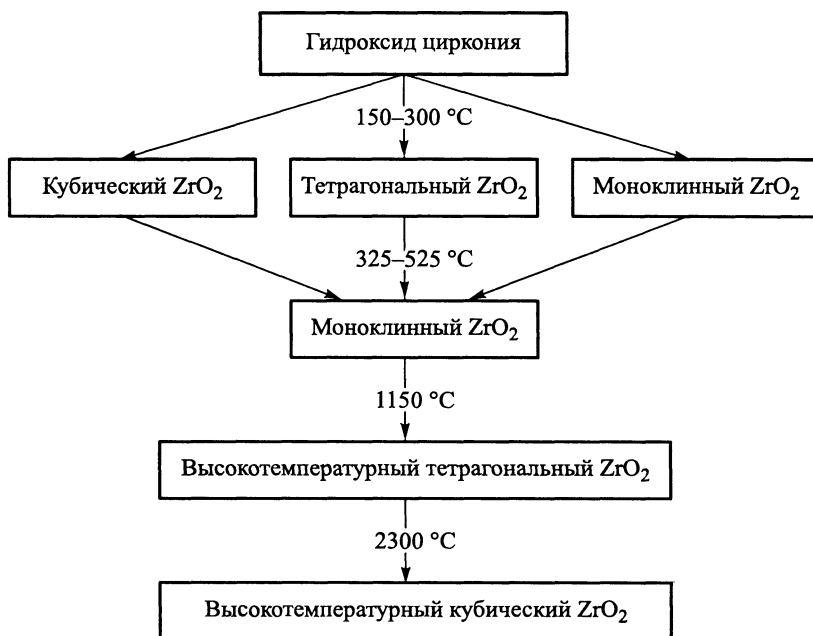 Гидроксид циркония
150–300 °C
Кубический ZrO2
Тетрагональный ZrO2
Моноклинный ZrO2
325–525 °C
Моноклинный ZrO2
1150 °C
Высокотемпературный тетрагональный ZrO2
2300 °C
Высокотемпературный кубический ZrO2